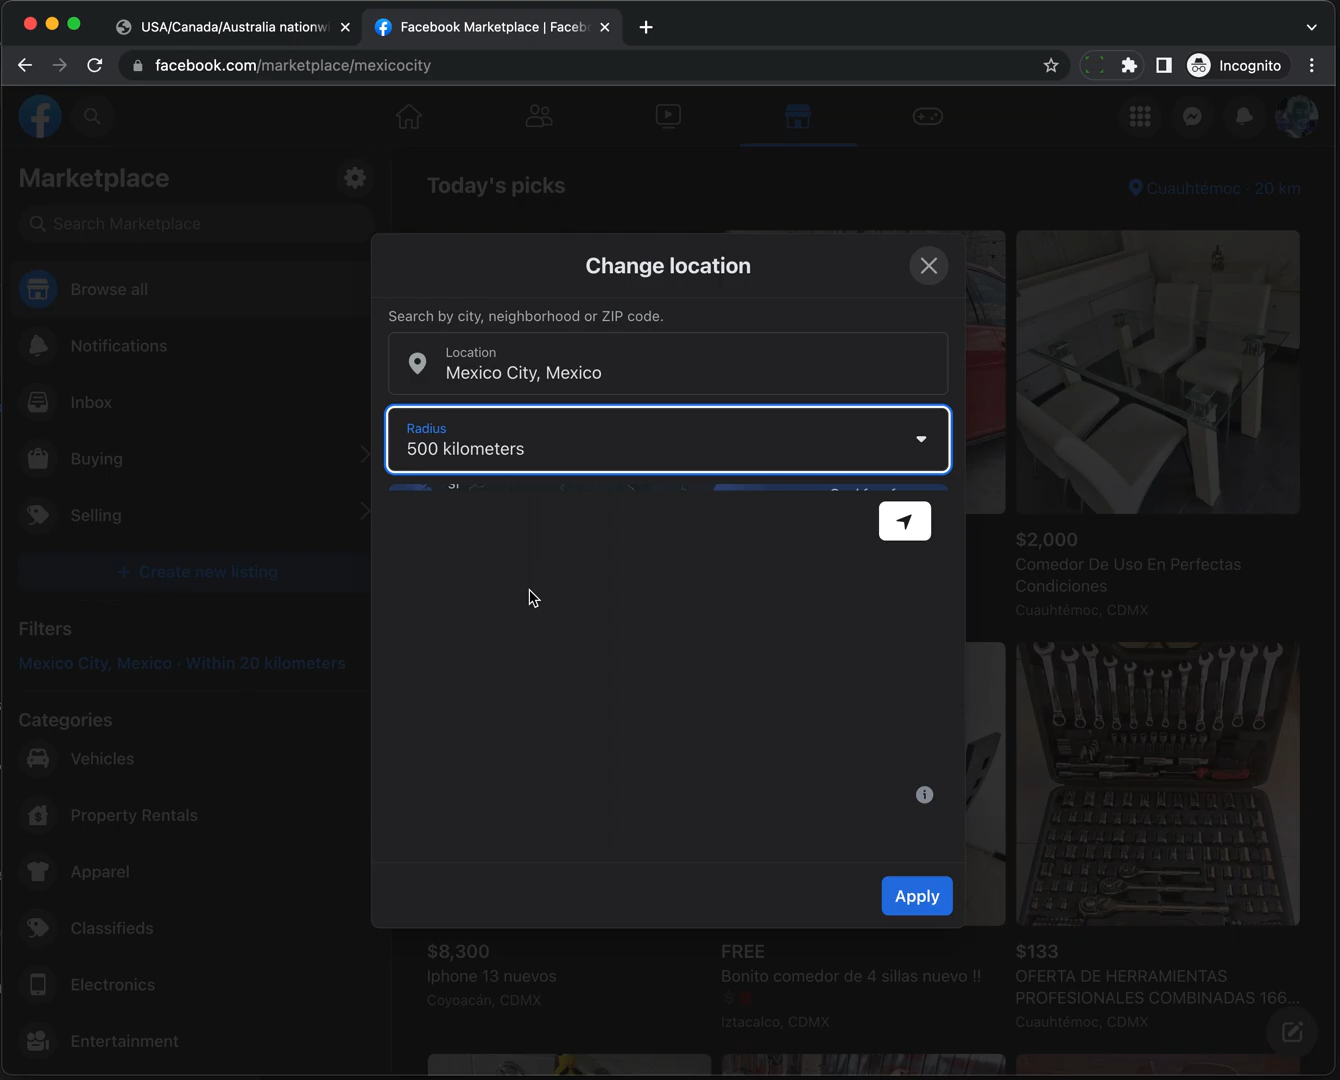 USA/Canada/Australia nationw
Facebook Marketplace | Faceb
facebook.com/marketplace/mexicocity
Incognito
Marketplace
Search Marketplace
Browse all
Notifications
Inbox
Buying
Selling
+ Create new listing
Filters
Mexico City, Mexico · Within 20 kilometers
Categories
Vehicles
Property Rentals
Apparel
Classifieds
Electronics
Entertainment
Today's picks
Cuauhtémoc · 20 km
Change location
Search by city, neighborhood or ZIP code.
Location
Mexico City, Mexico
Radius
500 kilometers
Apply
$2,000
Comedor De Uso En Perfectas
Condiciones
Cuauhtémoc, CDMX
$8,300
Iphone 13 nuevos
Coyoacán, CDMX
FREE
Bonito comedor de 4 sillas nuevo !!
Iztacalco, CDMX
$133
OFERTA DE HERRAMIENTAS
PROFESIONALES COMBINADAS 166...
Cuauhtémoc, CDMX